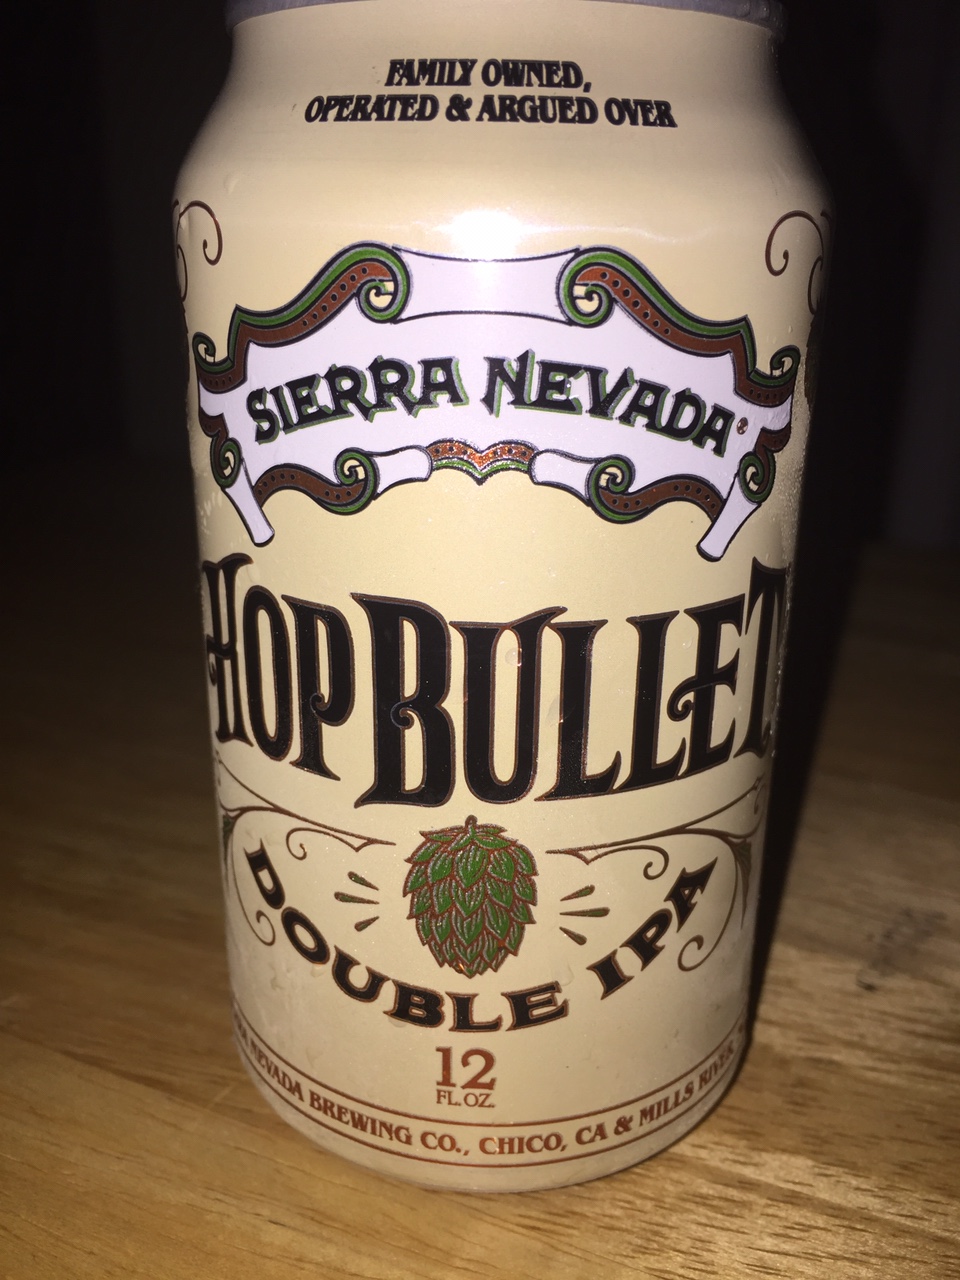 FAMILY OWNED,
OPERATED & ARGUED OVER
SIERRA NEVADA®
HOP BULLET
DOUBLE IPA
12
FL. OZ.
NEVADA BREWING CO., CHICO, CA & MILLS RIVER